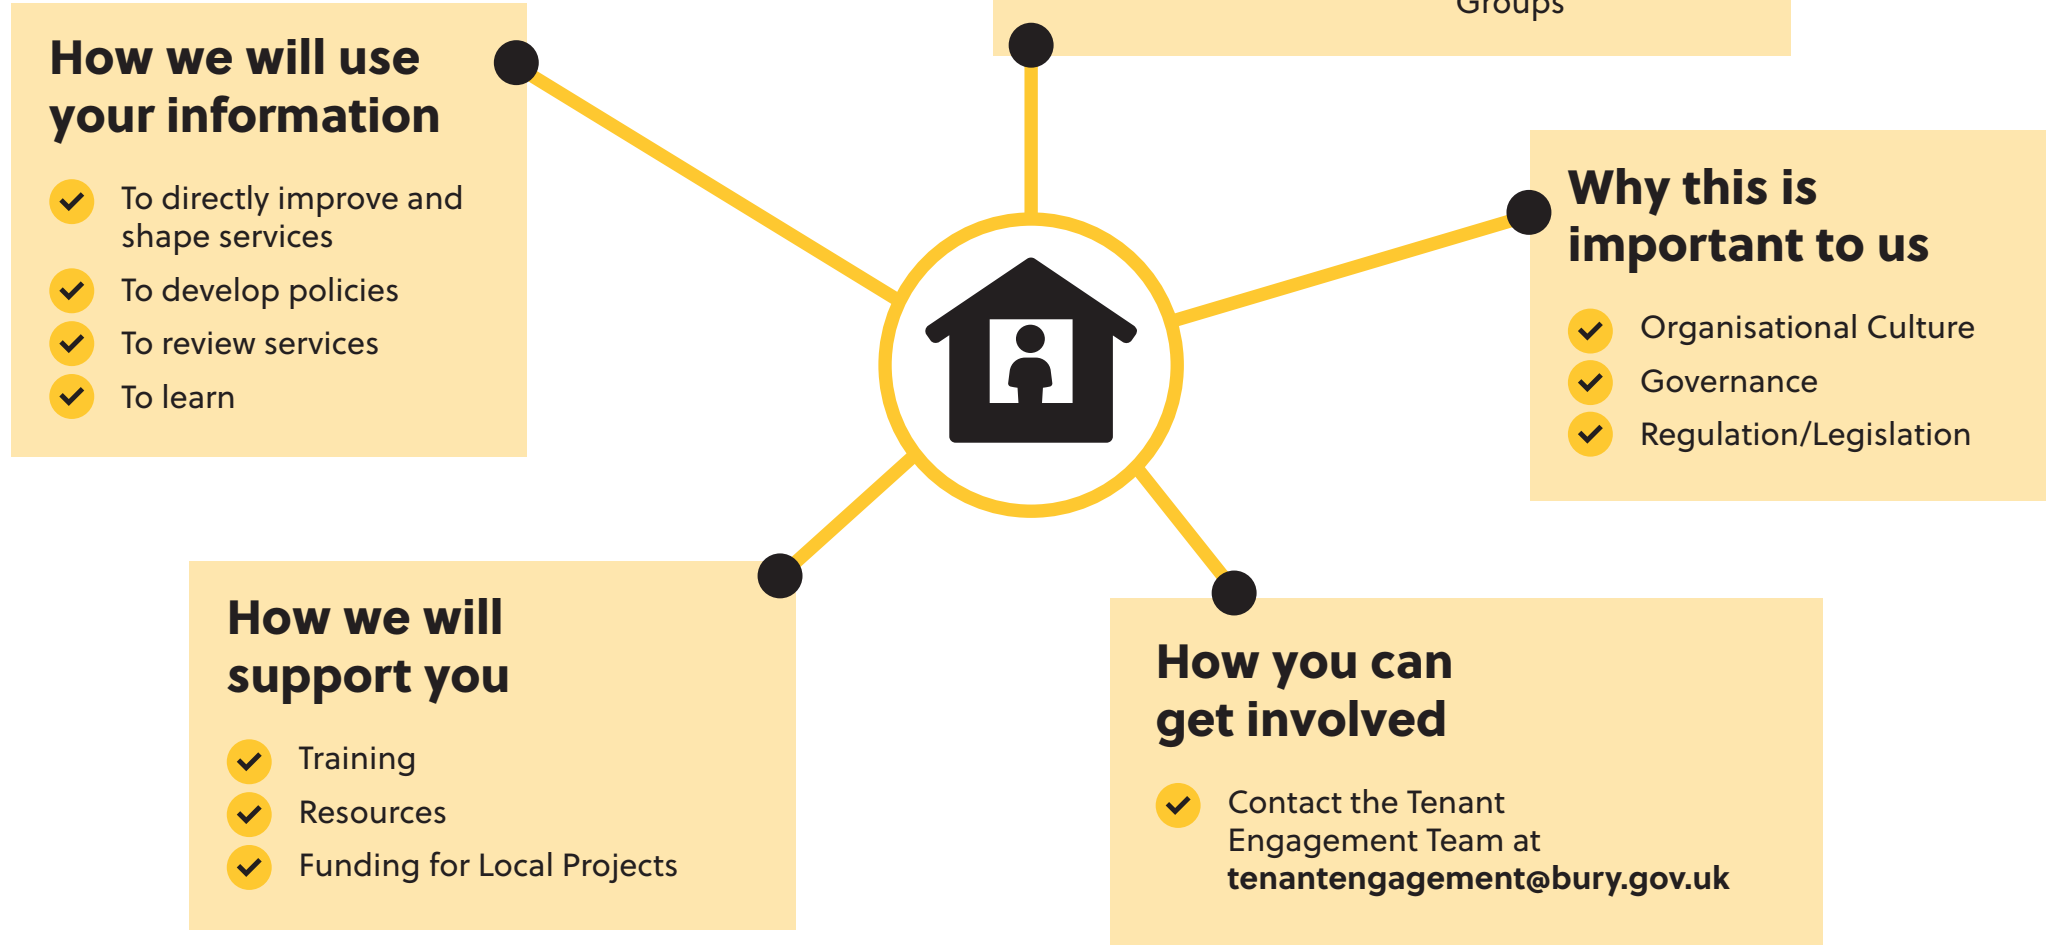 Groups
How we will use
your information
To directly improve and
shape services
To develop policies
To review services
To learn
Why this is
important to us
Organisational Culture
Governance
Regulation/Legislation
How we will
support you
Training
Resources
Funding for Local Projects
How you can
get involved
Contact the Tenant
Engagement Team at
tenantengagement@bury.gov.uk